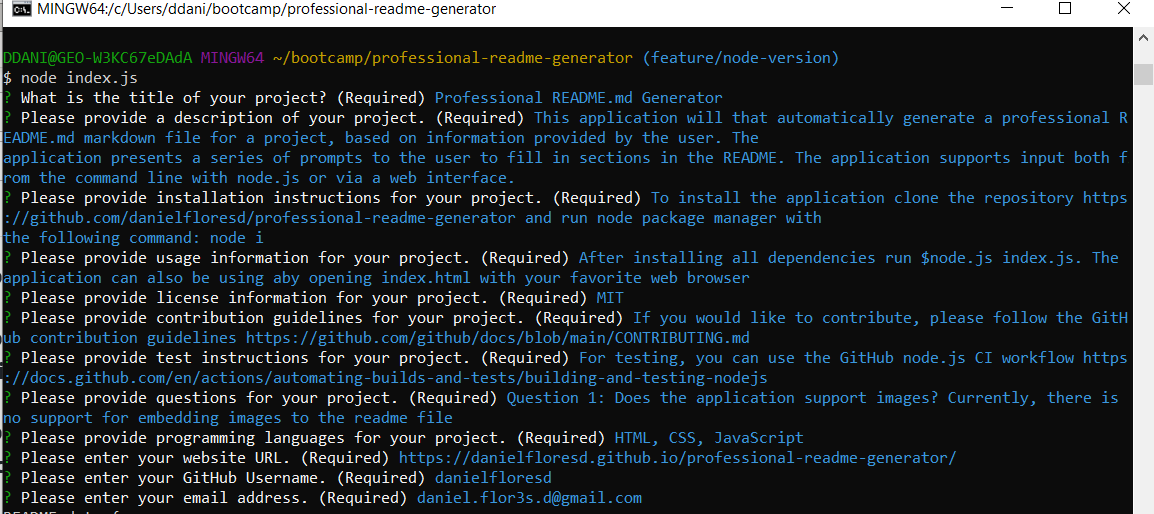 MINGW64:/c/Users/ddani/bootcamp/professional-readme-generator
DDANI@GEO-W3KC67eDAdA MINGW64 ~/bootcamp/professional-readme-generator (feature/node-version)
$ node index.js
? What is the title of your project? (Required) Professional README.md Generator
? Please provide a description of your project. (Required) This application will that automatically generate a professional R
EADME.md markdown file for a project, based on information provided by the user. The
application presents a series of prompts to the user to fill in sections in the README. The application supports input both f
rom the command line with node.js or via a web interface.
? Please provide installation instructions for your project. (Required) To install the application clone the repository https
://github.com/danielfloresd/professional-readme-generator and run node package manager with
the following command: node i
? Please provide usage information for your project. (Required) After installing all dependencies run $node.js index.js. The
application can also be using aby opening index.html with your favorite web browser
? Please provide license information for your project. (Required) MIT
? Please provide contribution guidelines for your project. (Required) If you would like to contribute, please follow the GitH
ub contribution guidelines https://github.com/github/docs/blob/main/CONTRIBUTING.md
? Please provide test instructions for your project. (Required) For testing, you can use the GitHub node.js CI workflow https
://docs.github.com/en/actions/automating-builds-and-tests/building-and-testing-nodejs
? Please provide questions for your project. (Required) Question 1: Does the application support images? Currently, there is
no support for embedding images to the readme file
? Please provide programming languages for your project. (Required) HTML, CSS, JavaScript
? Please enter your website URL. (Required) https://danielfloresd.github.io/professional-readme-generator/
? Please enter your GitHub Username. (Required) danielfloresd
? Please enter your email address. (Required) daniel.flor3s.d@gmail.com